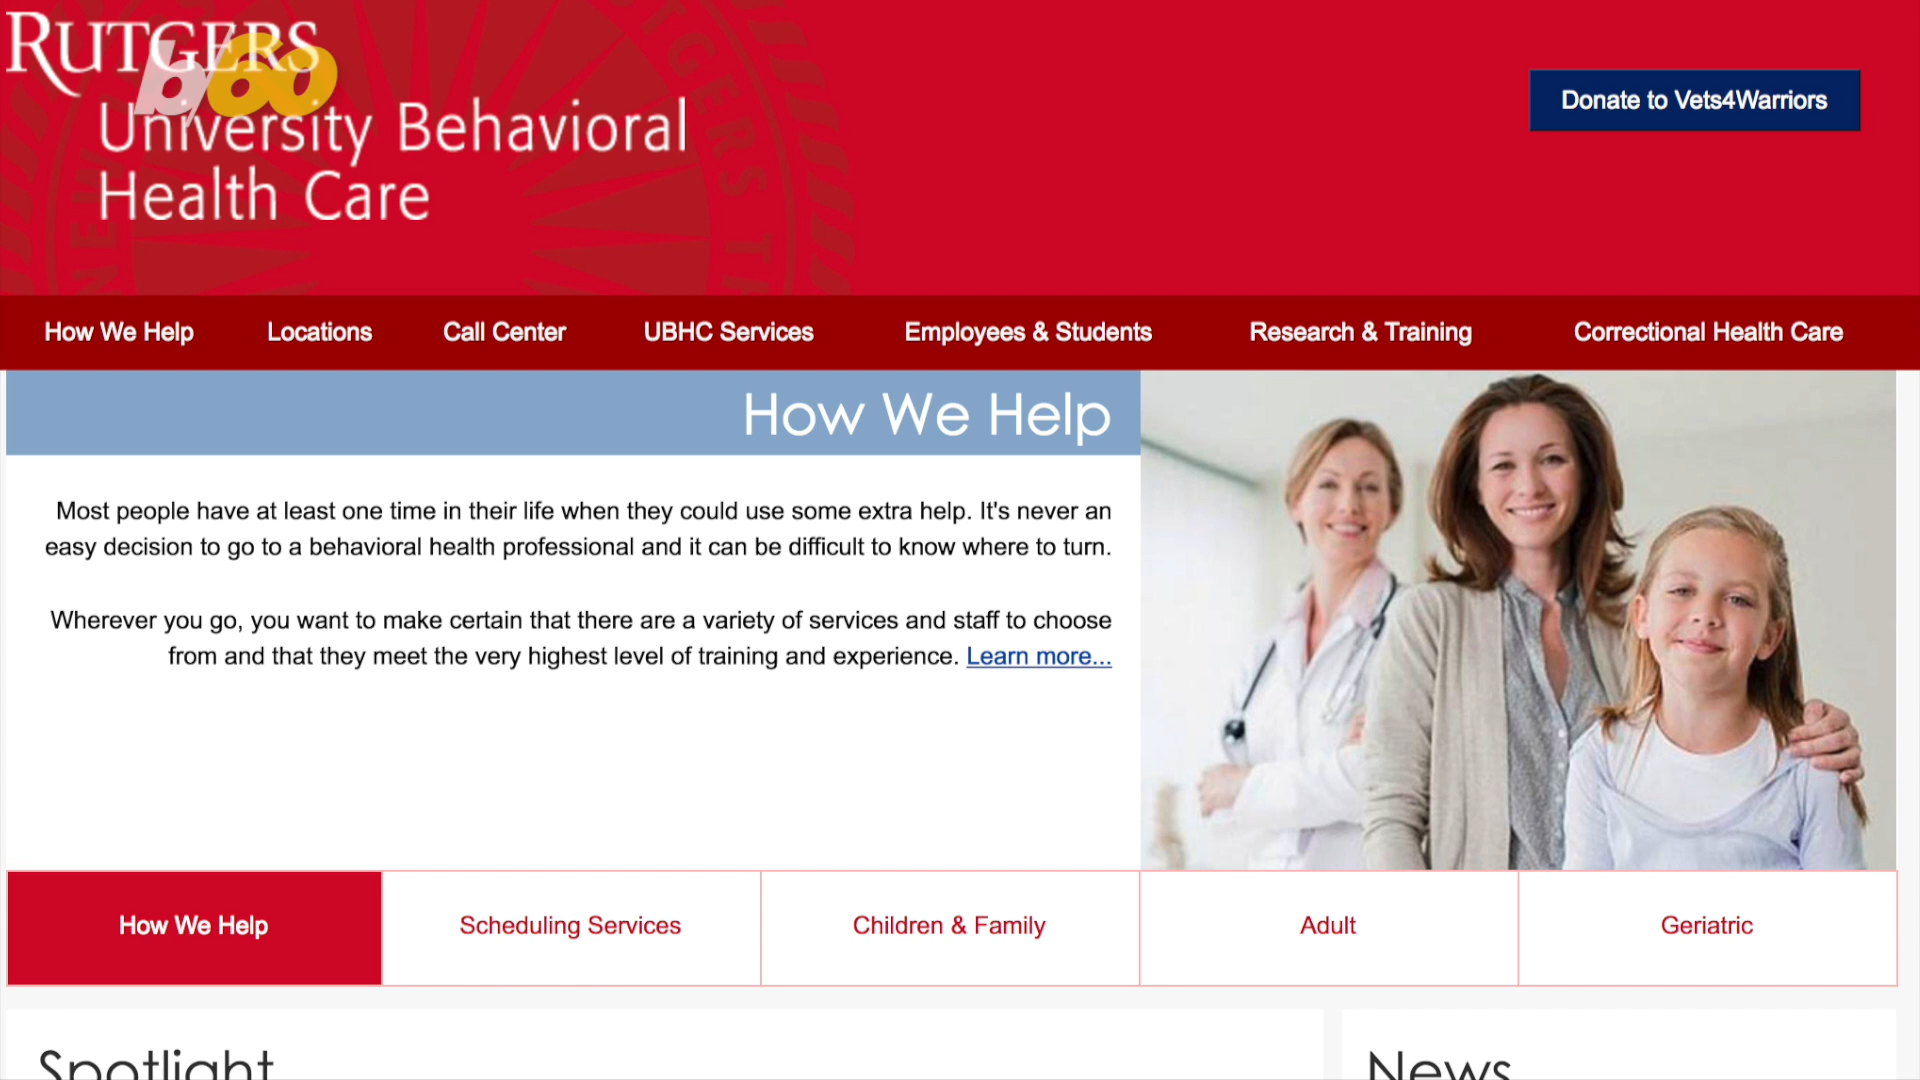 RUTGERS
b/60
University Behavioral
Health Care
Donate to Vets4Warriors
How We Help
Locations
Call Center
UBHC Services
Employees & Students
Research & Training
Correctional Health Care
How We Help
Most people have at least one time in their life when they could use some extra help. It's never an
easy decision to go to a behavioral health professional and it can be difficult to know where to turn.
Wherever you go, you want to make certain that there are a variety of services and staff to choose
from and that they meet the very highest level of training and experience. Learn more...
How We Help
Scheduling Services
Children & Family
Adult
Geriatric
Spotlight
News